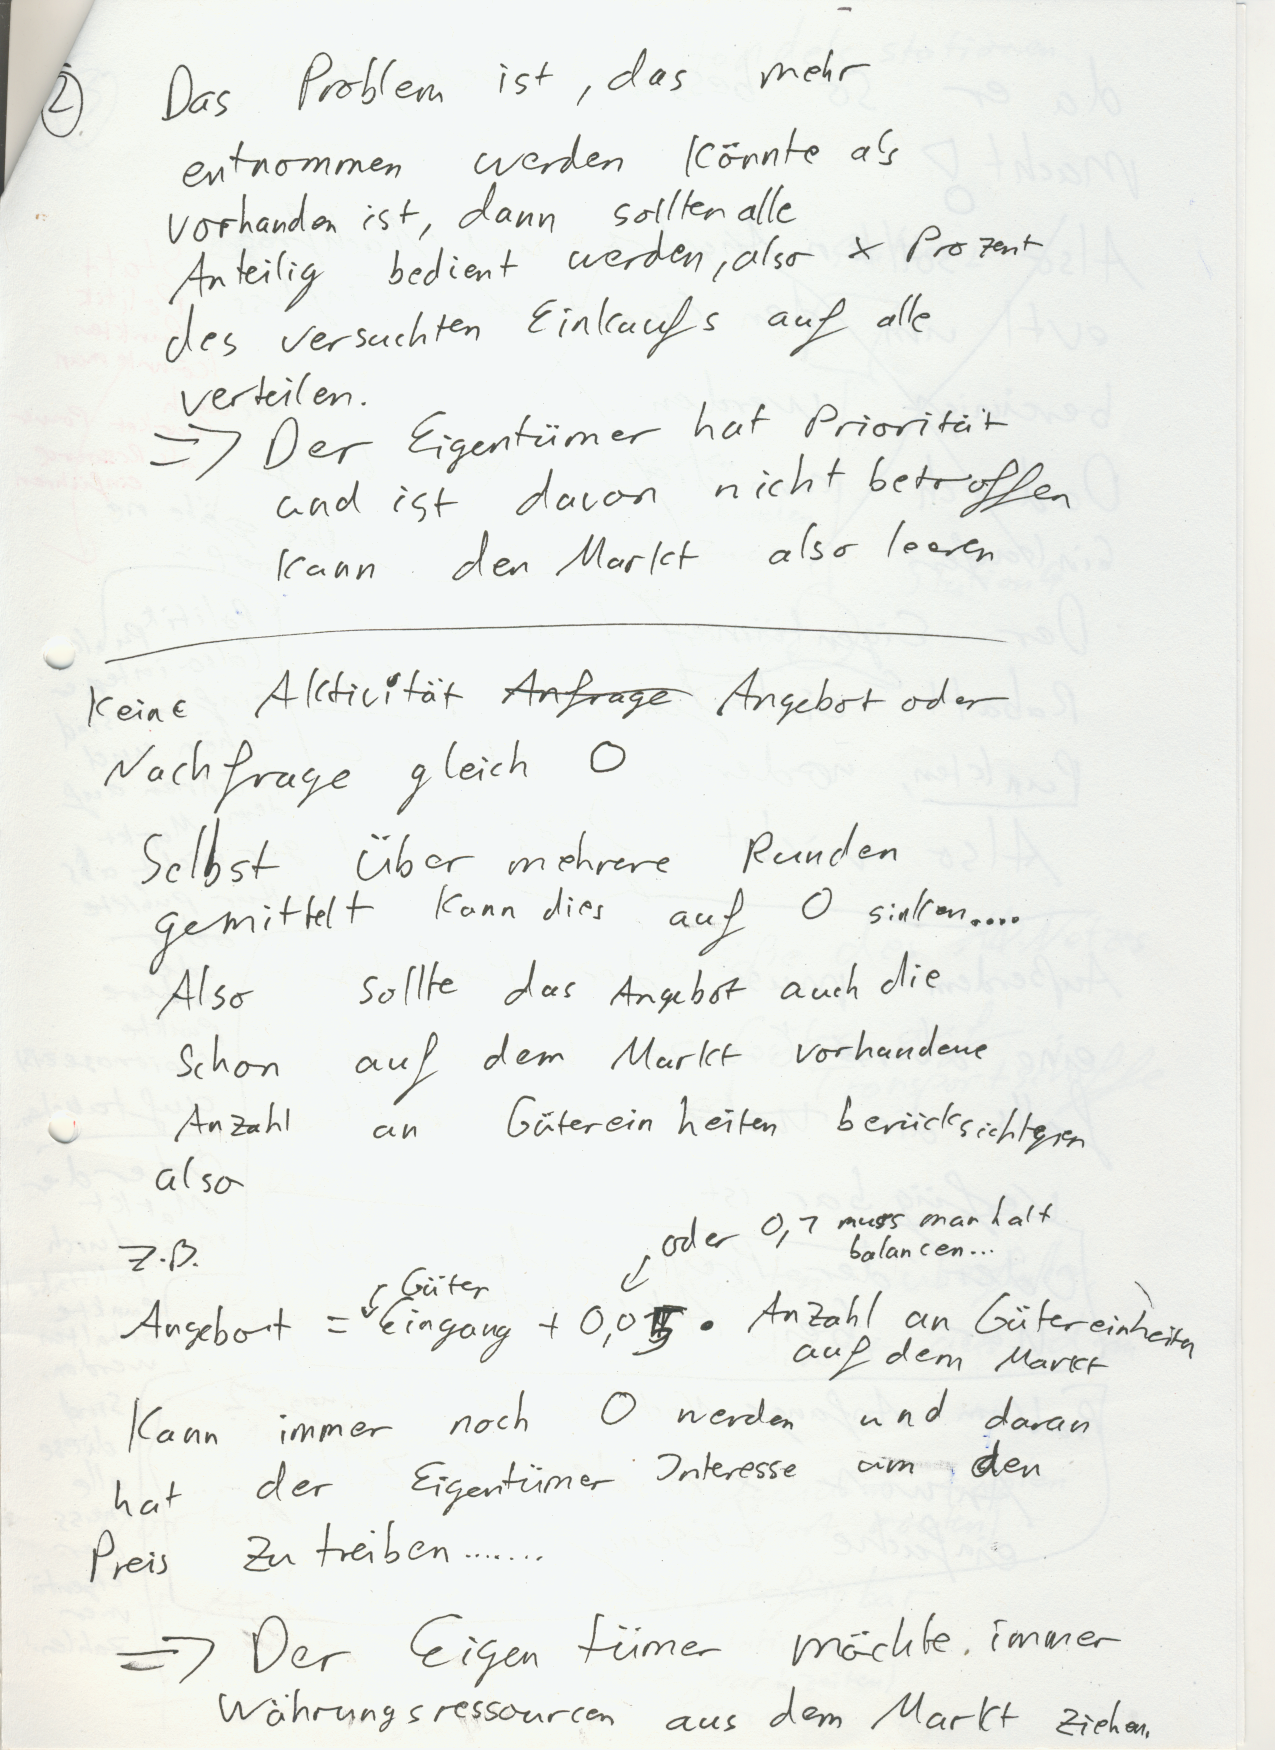 2)
Das Problem ist, das mehr
entnommen werden könnte als
vorhanden ist, dann sollten alle
Anteilig bedient werden, also x Prozent
des versuchten Einkaufs auf alle
verteilen.
=> Der Eigentümer hat Priorität
und ist davon nicht betroffen
kann den Markt also leeren
Keine Aktivität Anfrage Angebot oder
Nachfrage gleich 0
Selbst über mehrere Runden
gemittelt kann dies auf 0 sinken....
Also sollte das Angebot auch die
schon auf dem Markt vorhandene
Anzahl an Gütereinheiten berücksichtigen
also
z.B.
oder 0,1 muss man halt
balancen...
Güter
Angebot = Eingang + 0,05 • Anzahl an Gütereinheiten
auf dem Markt
Kann immer noch 0 werden und daran
hat der Eigentümer Interesse um den
Preis zu treiben.......
=> Der Eigentümer möchte immer
Währungsressourcen aus dem Markt ziehen.